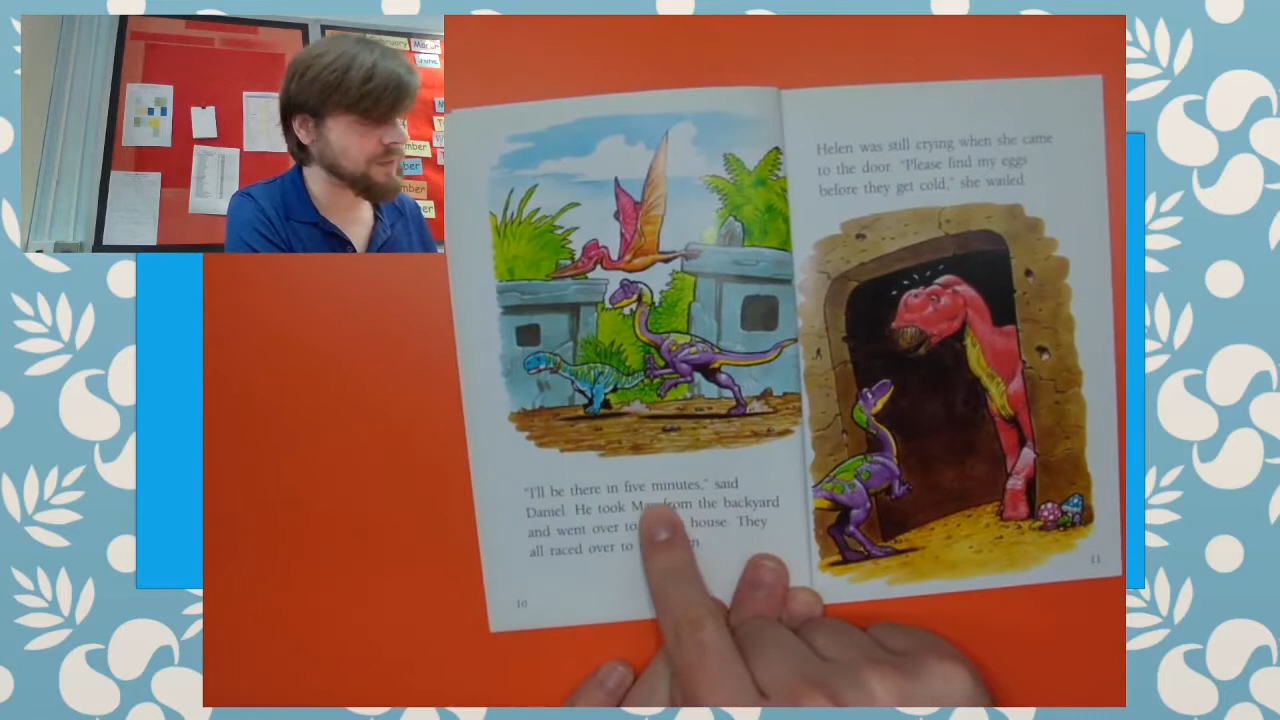 March
June
"I'll be there in five minutes," said
Daniel. He took from the backyard
and went over to house. They
all raced over to
10
Helen was still crying when she came
to the door. "Please find my eggs
before they get cold," she wailed.
11